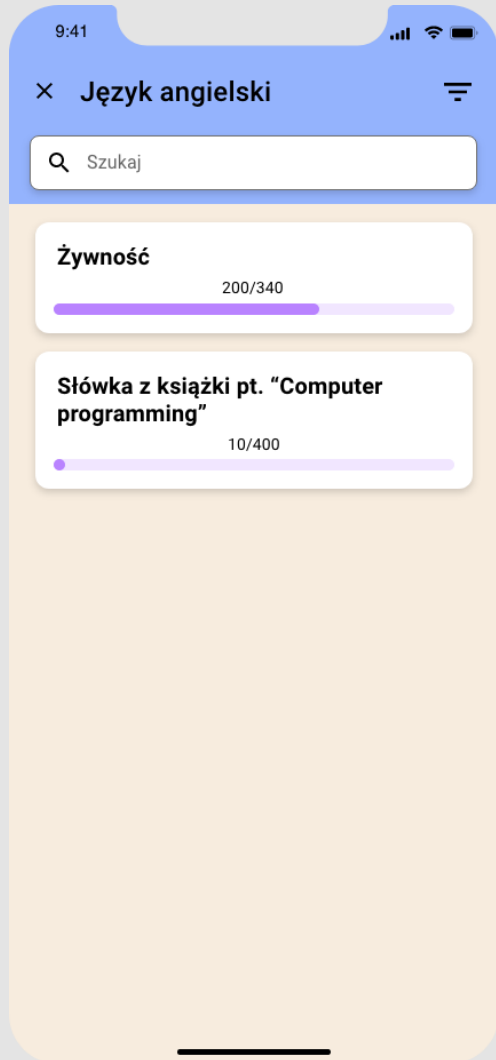 9:41
Język angielski
Szukaj
Żywność
200/340
Słówka z książki pt. “Computer
programming”
10/400